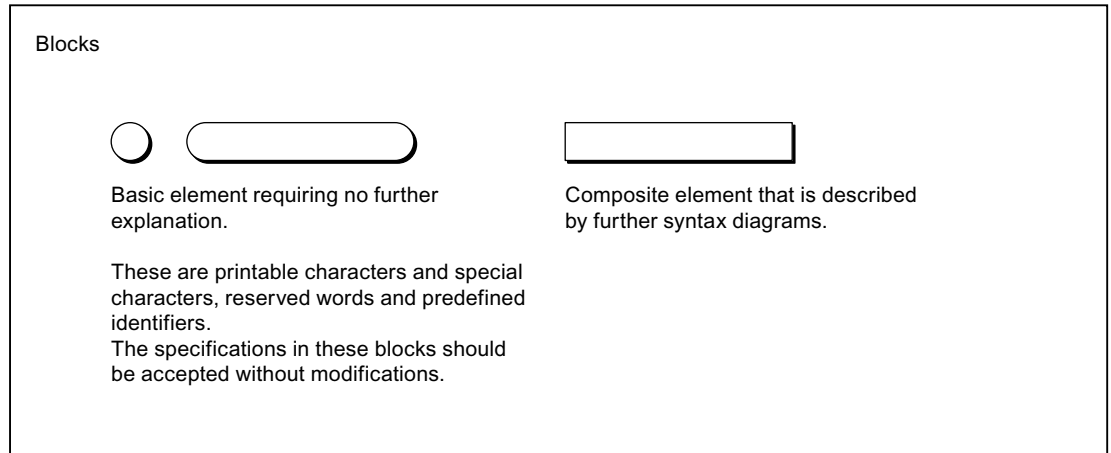 Blocks
Basic element requiring no further
explanation.
These are printable characters and special
characters, reserved words and predefined
identifiers.
The specifications in these blocks should
be accepted without modifications.
Composite element that is described
by further syntax diagrams.